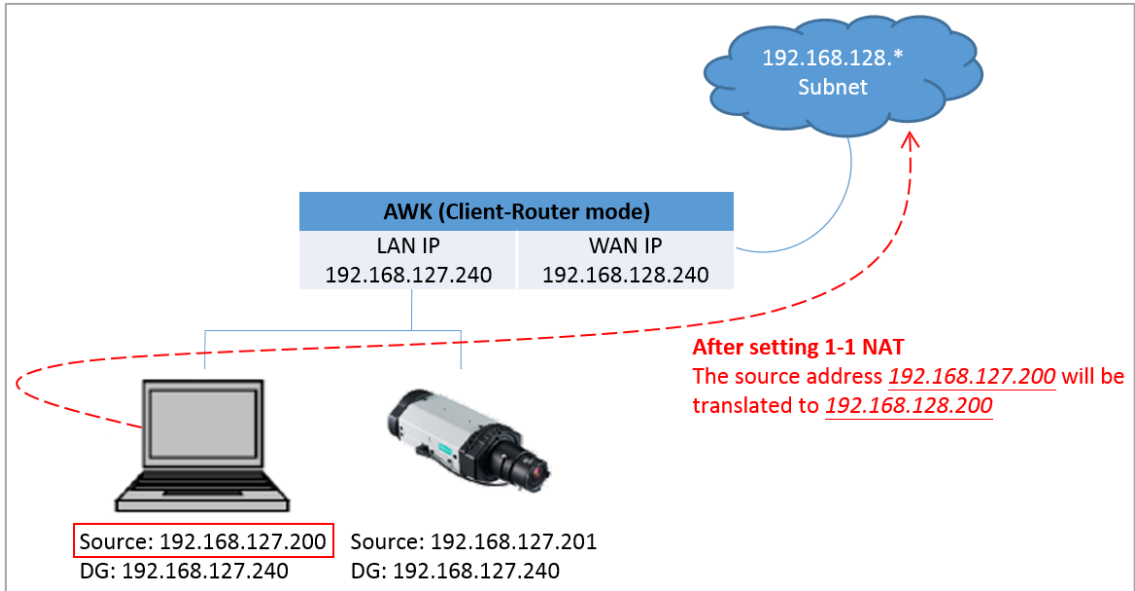 192.168.128.*
Subnet
AWK (Client-Router mode)
LAN IP
192.168.127.240
WAN IP
192.168.128.240
After setting 1-1 NAT
The source address 192.168.127.200 will be
translated to 192.168.128.200
Source: 192.168.127.200
DG: 192.168.127.240
Source: 192.168.127.201
DG: 192.168.127.240